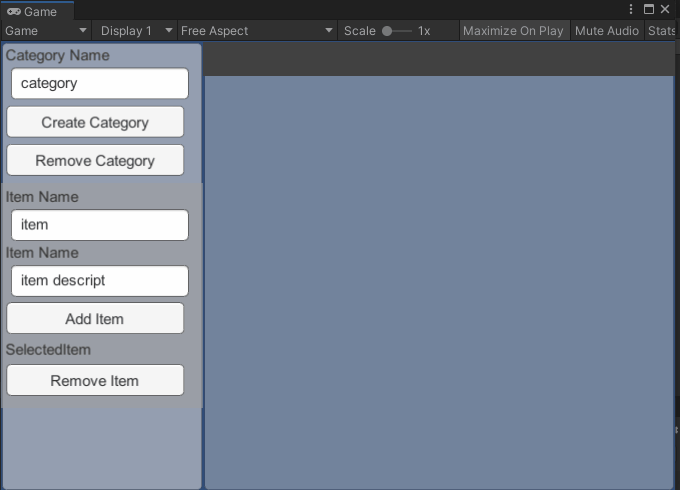 Game
Game Display 1 Free Aspect Scale 1x Maximize On Play Mute Audio Stats
Category Name
category
Create Category
Remove Category
Item Name
item
Item Name
item descript
Add Item
SelectedItem
Remove Item